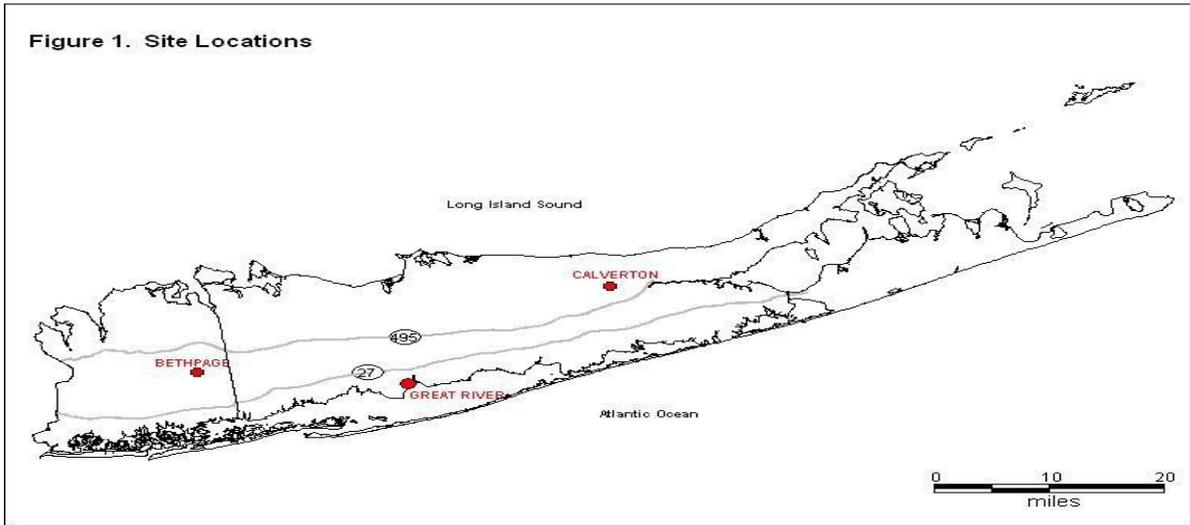 Figure 1. Site Locations
Long Island Sound
CALVERTON
495
BETHPAGE
27
GREAT RIVER
Atlantic Ocean
0 10 20
miles